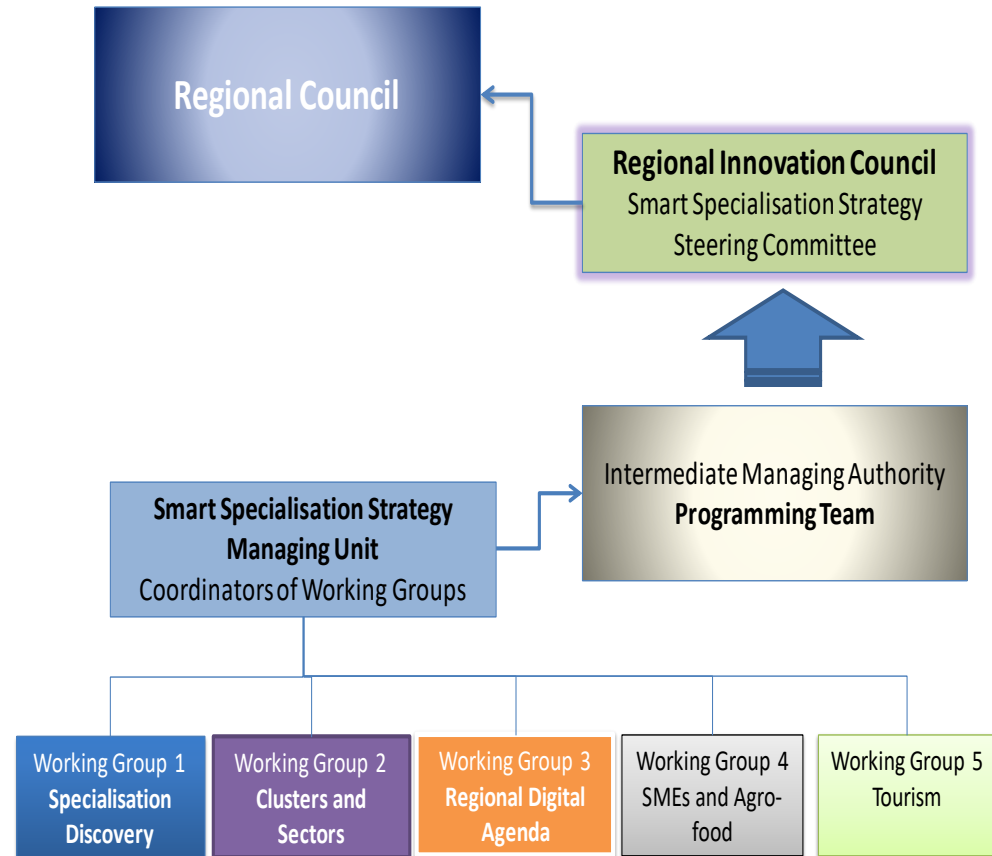 Regional Council
Regional Innovation Council
Smart Specialisation Strategy
Steering Committee
Intermediate Managing Authority
Programming Team
Smart Specialisation Strategy
Managing Unit
Coordinators of Working Groups
Working Group 1
Specialisation
Discovery
Working Group 2
Clusters and
Sectors
Working Group 3
Regional Digital
Agenda
Working Group 4
SMEs and Agro-
food
Working Group 5
Tourism